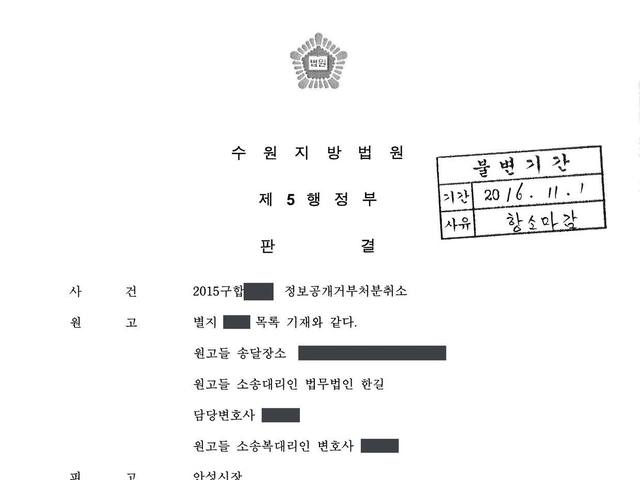 법원
수 원 지 방 법 원
제 5 행 정 부
판 결
불변기간
기간 2016. 11. 1
사유 항소마감
사 건 2015구합 정보공개거부처분취소
원 고 별지 목록 기재와 같다.
원고들 송달장소
원고들 소송대리인 법무법인 한길
담당변호사
원고들 소송복대리인 변호사
피 고 안성시장